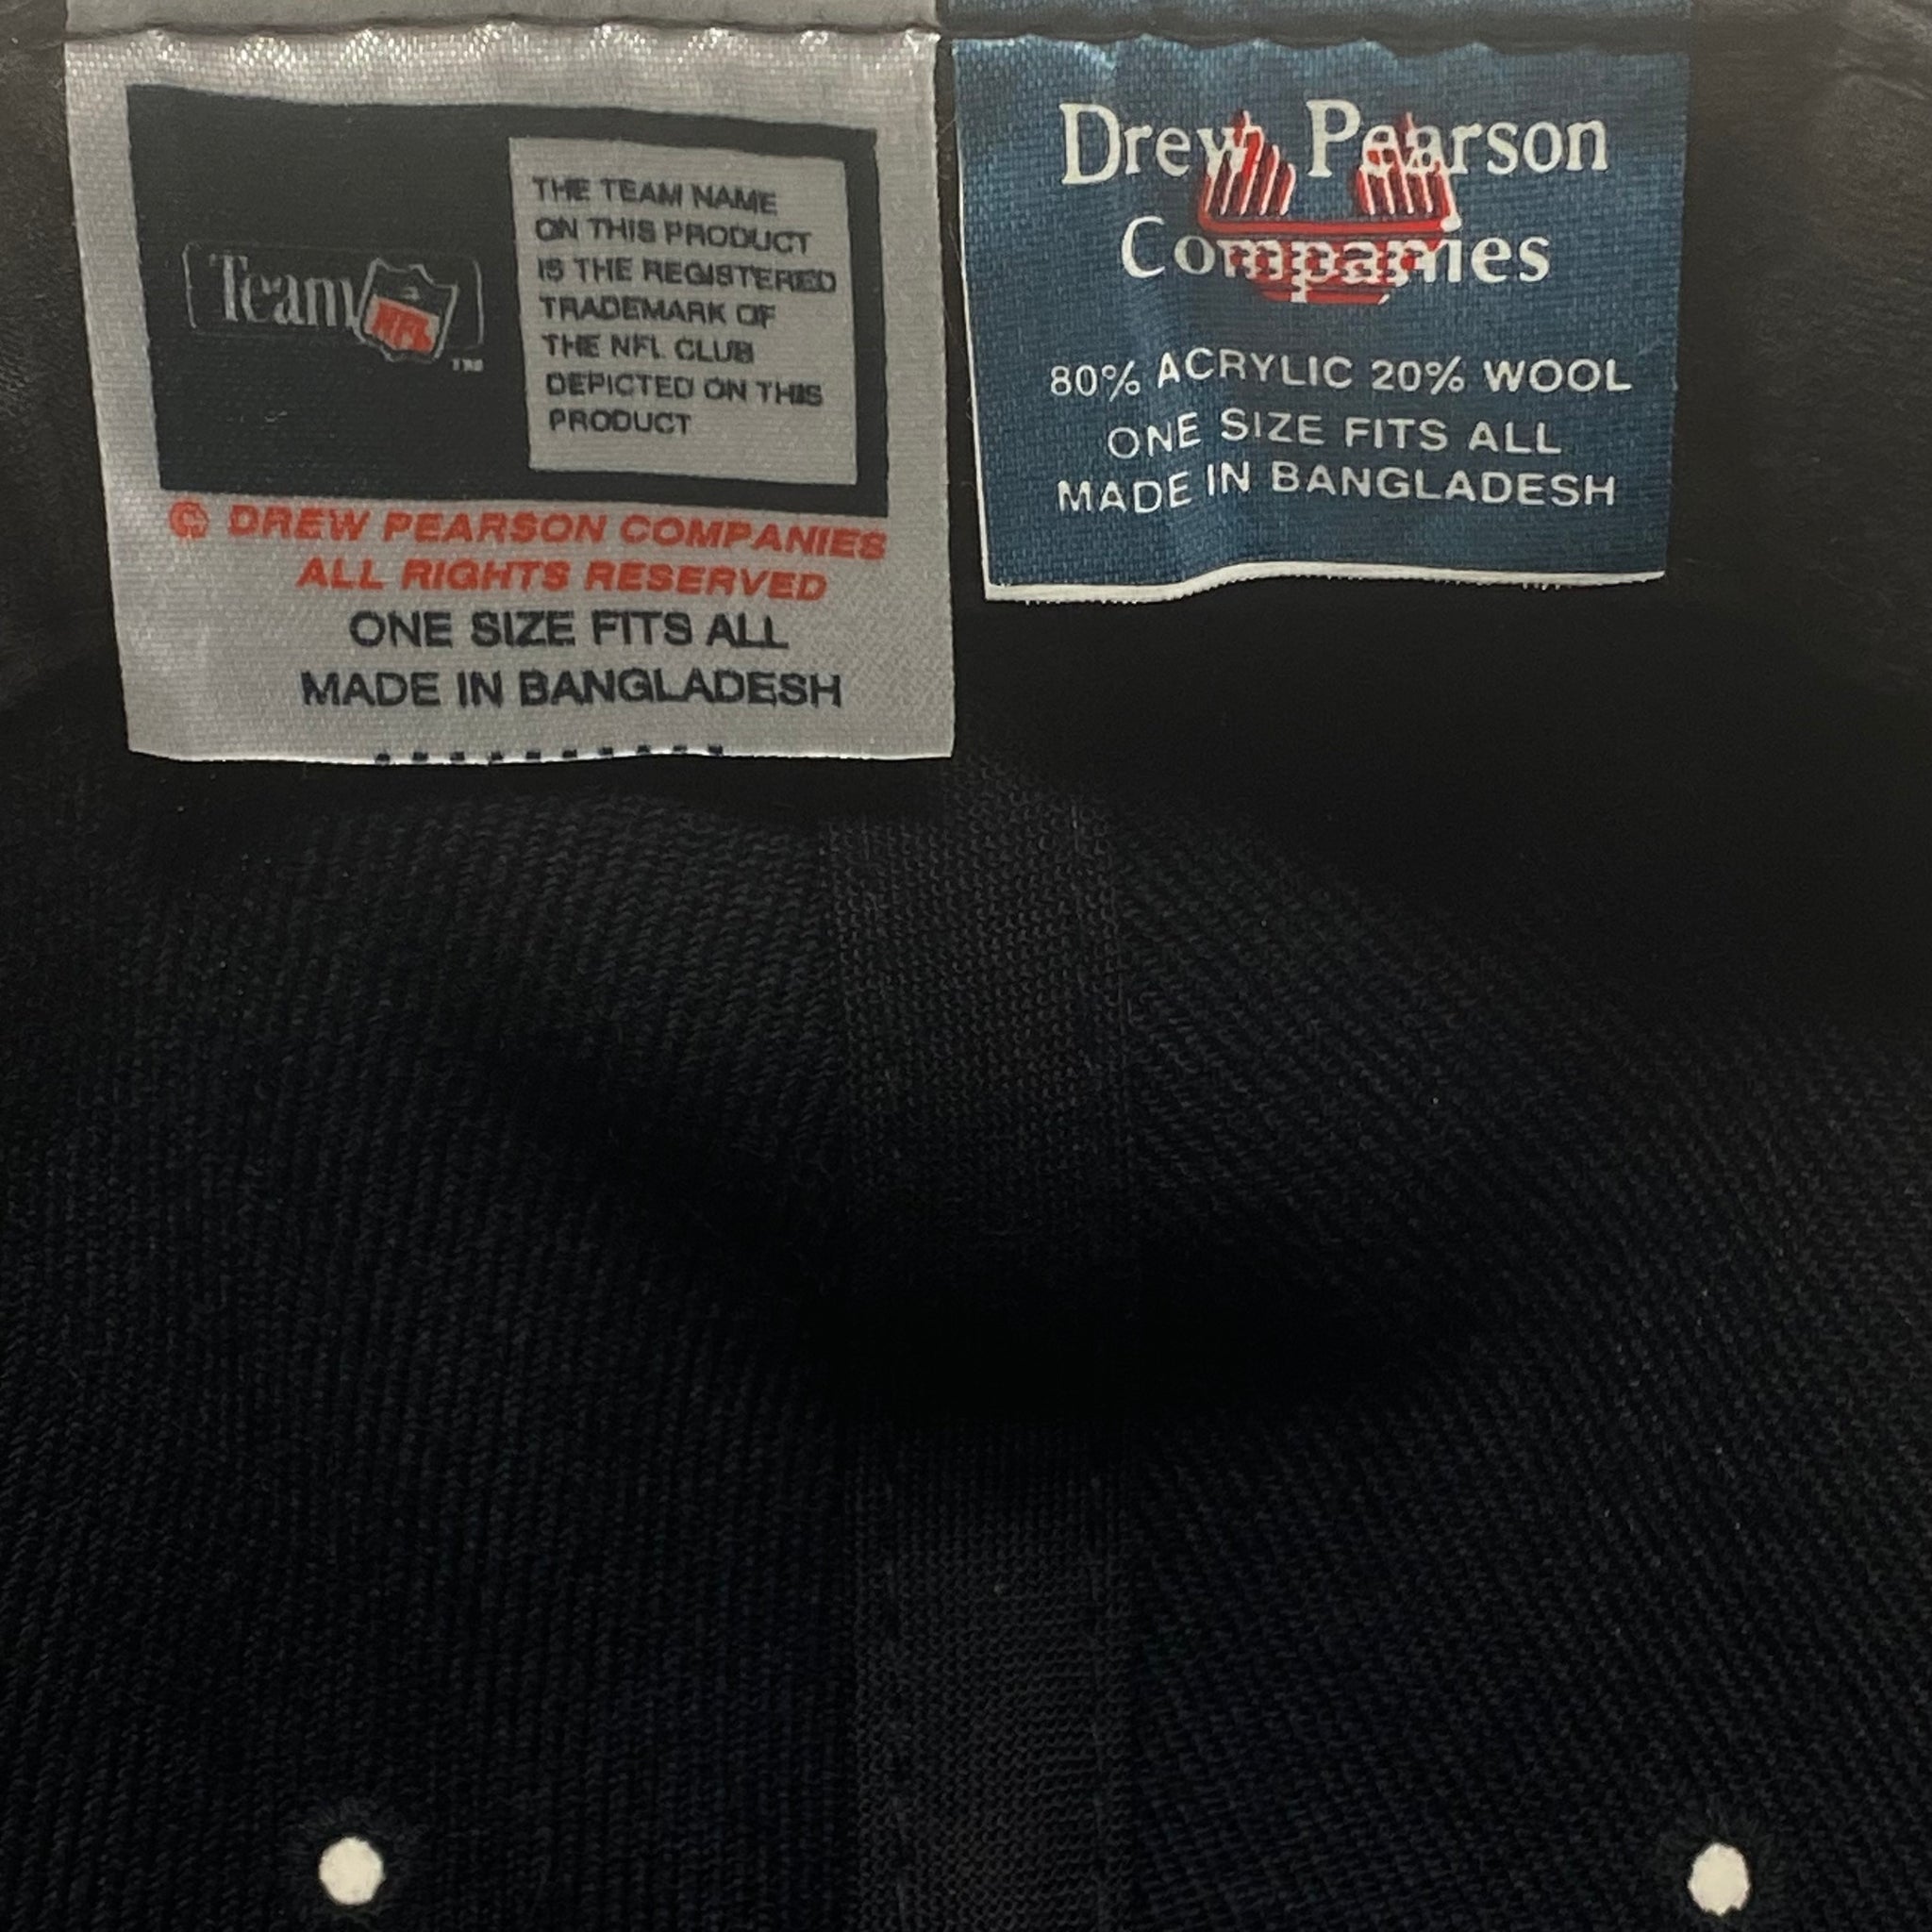 Team NFL ™
THE TEAM NAME
ON THIS PRODUCT
IS THE REGISTERED
TRADEMARK OF
THE NFL CLUB
DEPICTED ON THIS
PRODUCT
© DREW PEARSON COMPANIES
ALL RIGHTS RESERVED
ONE SIZE FITS ALL
MADE IN BANGLADESH
Drew Pearson
Companies
80% ACRYLIC 20% WOOL
ONE SIZE FITS ALL
MADE IN BANGLADESH